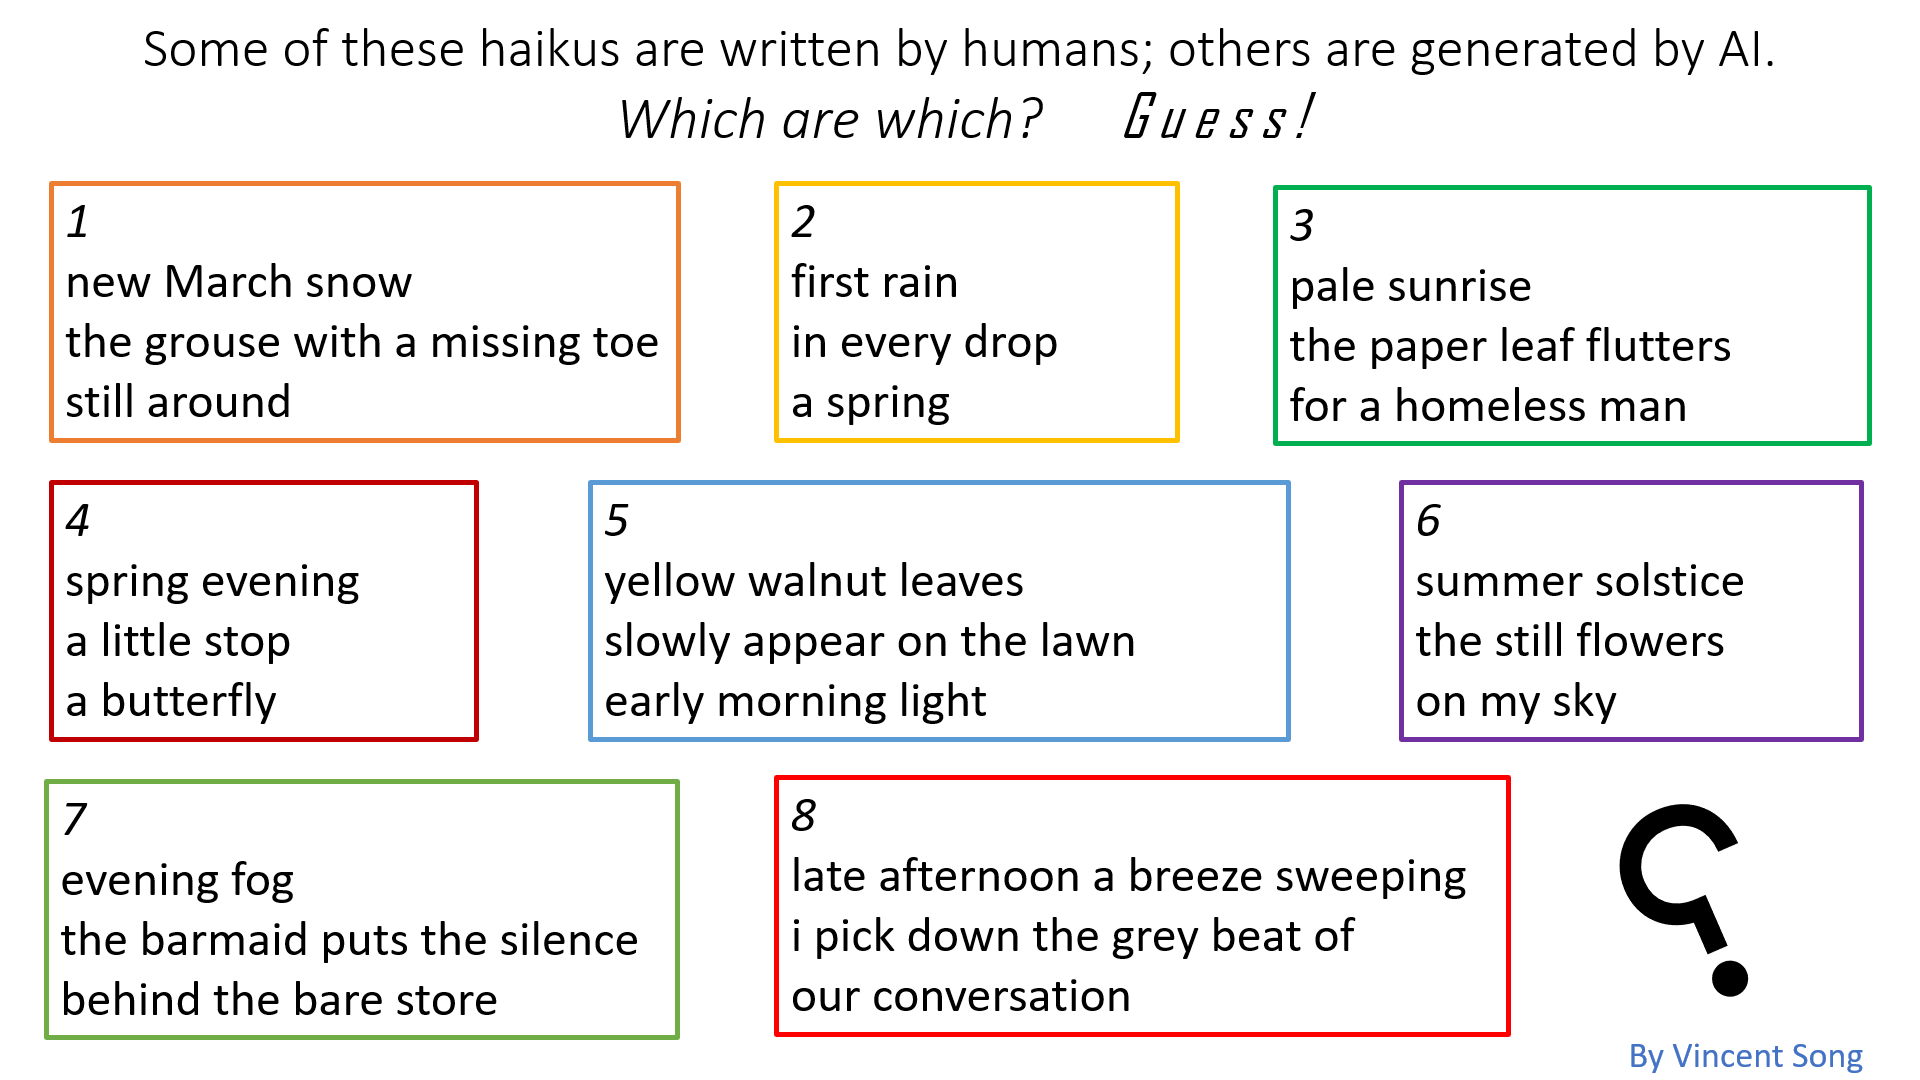 Some of these haikus are written by humans; others are generated by AI.
Which are which? Guess!
1
new March snow
the grouse with a missing toe
still around
2
first rain
in every drop
a spring
3
pale sunrise
the paper leaf flutters
for a homeless man
4
spring evening
a little stop
a butterfly
5
yellow walnut leaves
slowly appear on the lawn
early morning light
6
summer solstice
the still flowers
on my sky
7
evening fog
the barmaid puts the silence
behind the bare store
8
late afternoon a breeze sweeping
i pick down the grey beat of
our conversation
?
By Vincent Song